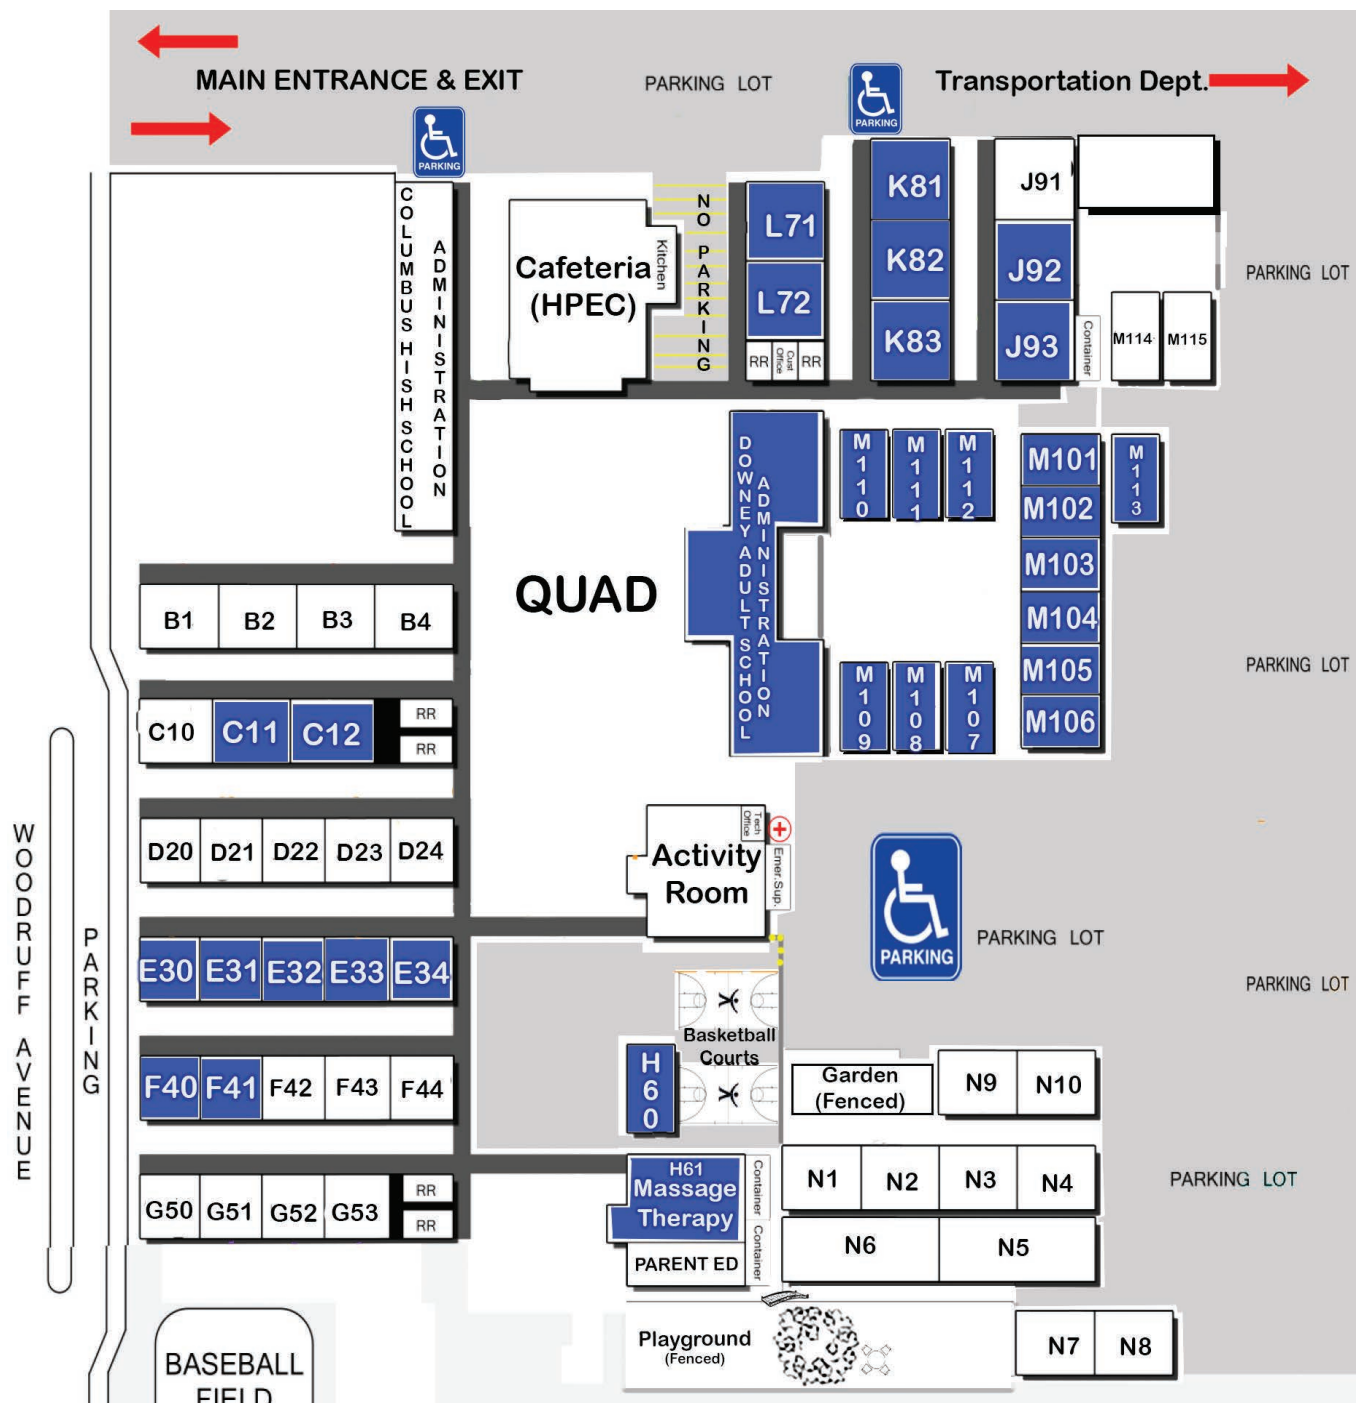 MAIN ENTRANCE & EXIT
PARKING LOT
Transportation Dept.
PARKING
PARKING
COLUMBUS HISH SCHOOL
ADMINISTRATION
Cafeteria
(HPEC)
Kitchen
NO PARKING
L71
L72
RR
Cust
Office
RR
K81
K82
K83
J91
J92
J93
Container
M114
M115
PARKING LOT
DOWNEY ADULT SCHOOL
ADMINISTRATION
M110
M111
M112
M101
M102
M103
M104
M105
M106
M113
M109
M108
M107
QUAD
PARKING LOT
B1
B2
B3
B4
C10
C11
C12
RR
RR
D20
D21
D22
D23
D24
Tech
Office
Activity
Room
Emer.Sup.
PARKING
PARKING LOT
PARKING LOT
WOODRUFF AVENUE
PARKING
E30
E31
E32
E33
E34
Basketball
Courts
F40
F41
F42
F43
F44
H60
Garden
(Fenced)
N9
N10
G50
G51
G52
G53
RR
RR
H61
Massage
Therapy
Container
Container
PARENT ED
N1
N2
N3
N4
PARKING LOT
N6
N5
Playground
(Fenced)
N7
N8
BASEBALL
FIELD